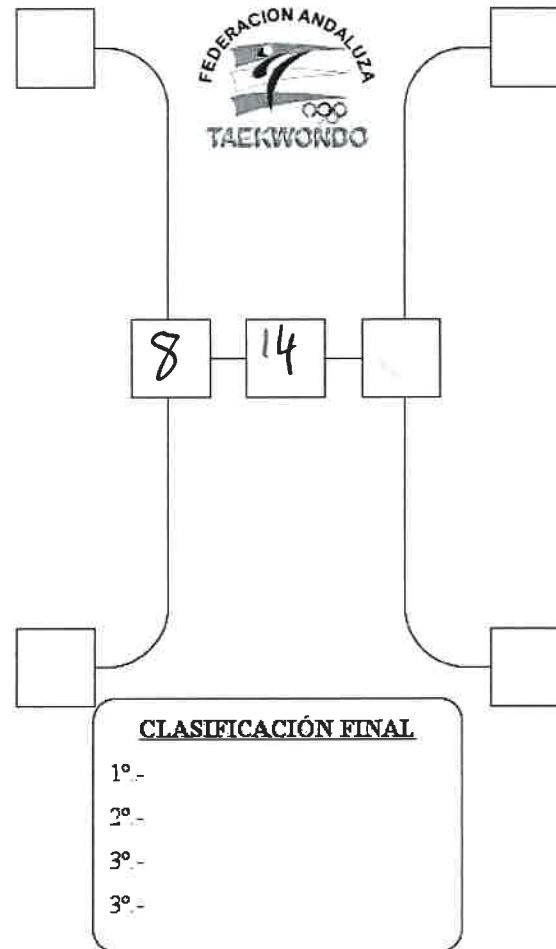 FEDERACION ANDALUZA
TAEKWONDO
8 14
CLASIFICACIÓN FINAL
1º.-
2º.-
3º.-
3º.-